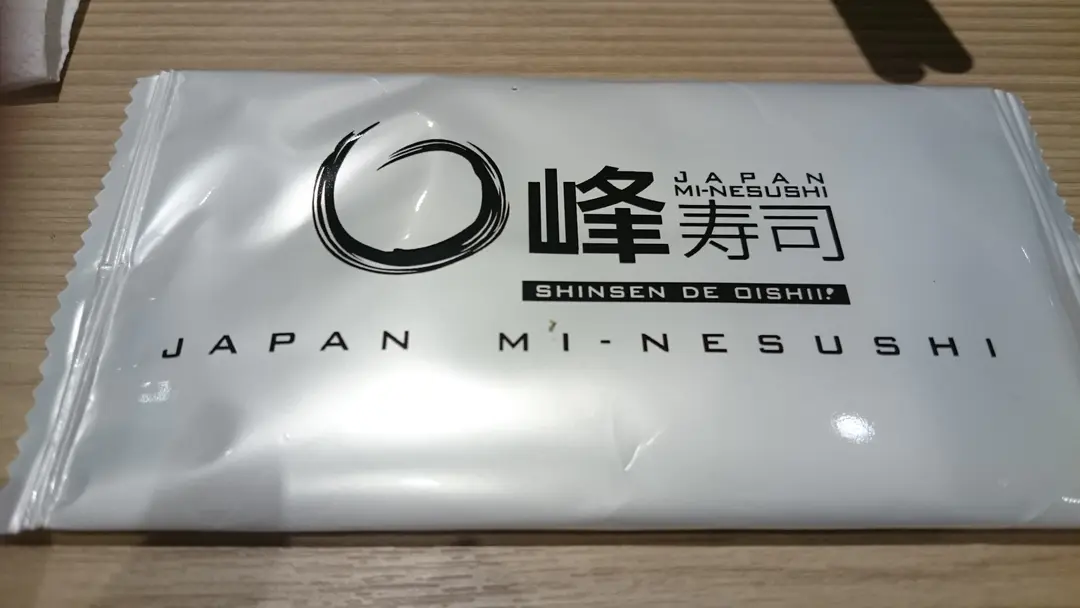 峰寿司
JAPAN
MI-NESUSHI
SHINSEN DE OISHII!
JAPAN MI-NESUSHI